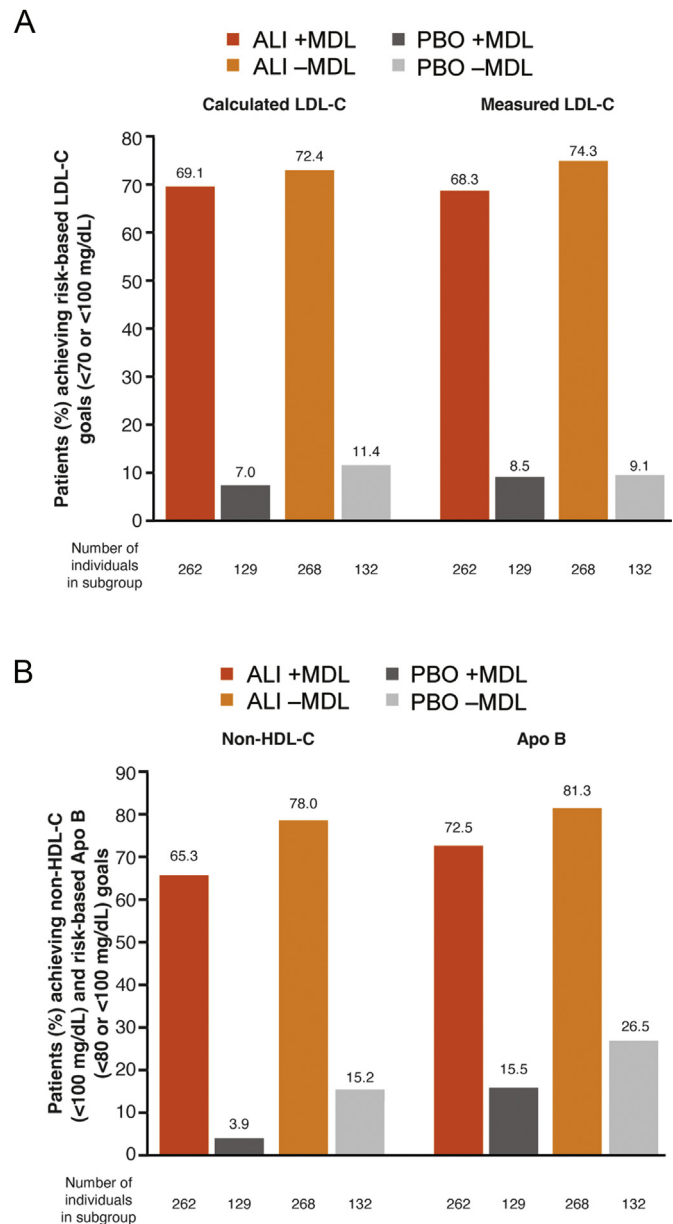 A
ALI +MDL PBO +MDL
ALI –MDL PBO –MDL
Calculated LDL-C Measured LDL-C
Patients (%) achieving risk-based LDL-C
goals (<70 or <100 mg/dL)
80
70
60
50
40
30
20
10
0
69.1 7.0 72.4 11.4 68.3 8.5 74.3 9.1
Number of
individuals
in subgroup
262 129 268 132 262 129 268 132
B
ALI +MDL PBO +MDL
ALI –MDL PBO –MDL
Non-HDL-C Apo B
Patients (%) achieving non-HDL-C
(<100 mg/dL) and risk-based Apo B
(<80 or <100 mg/dL) goals
90
80
70
60
50
40
30
20
10
0
65.3 3.9 78.0 15.2 72.5 15.5 81.3 26.5
Number of
individuals
in subgroup
262 129 268 132 262 129 268 132